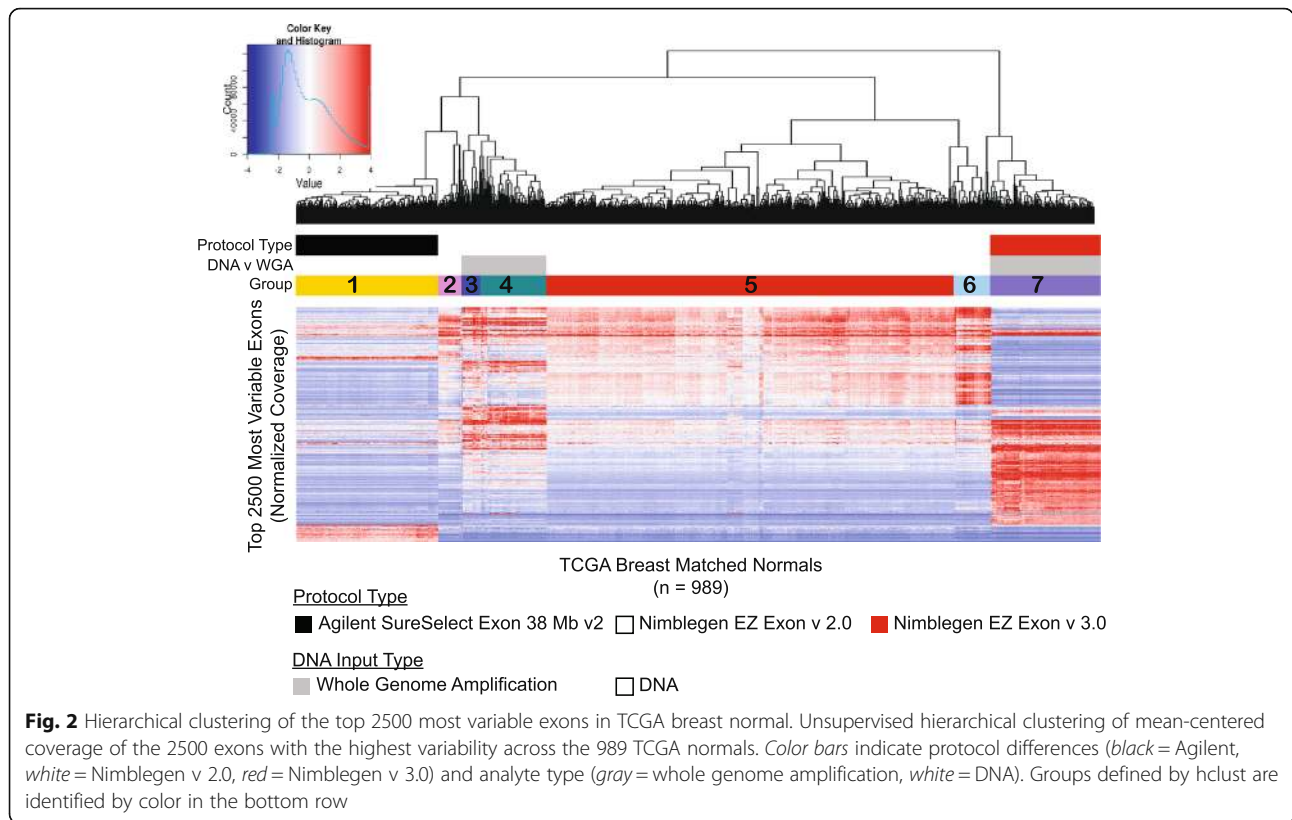 Color Key
and Histogram
Count
0 40000 80000
-4 -2 0 2 4
Value
Protocol Type
DNA v WGA
Group
1 2 3 4 5 6 7
Top 2500 Most Variable Exons
(Normalized Coverage)
TCGA Breast Matched Normals
(n = 989)
Protocol Type
Agilent SureSelect Exon 38 Mb v2 Nimblegen EZ Exon v 2.0 Nimblegen EZ Exon v 3.0
DNA Input Type
Whole Genome Amplification DNA
Fig. 2 Hierarchical clustering of the top 2500 most variable exons in TCGA breast normal. Unsupervised hierarchical clustering of mean-centered
coverage of the 2500 exons with the highest variability across the 989 TCGA normals. Color bars indicate protocol differences (black = Agilent,
white = Nimblegen v 2.0, red = Nimblegen v 3.0) and analyte type (gray = whole genome amplification, white = DNA). Groups defined by hclust are
identified by color in the bottom row